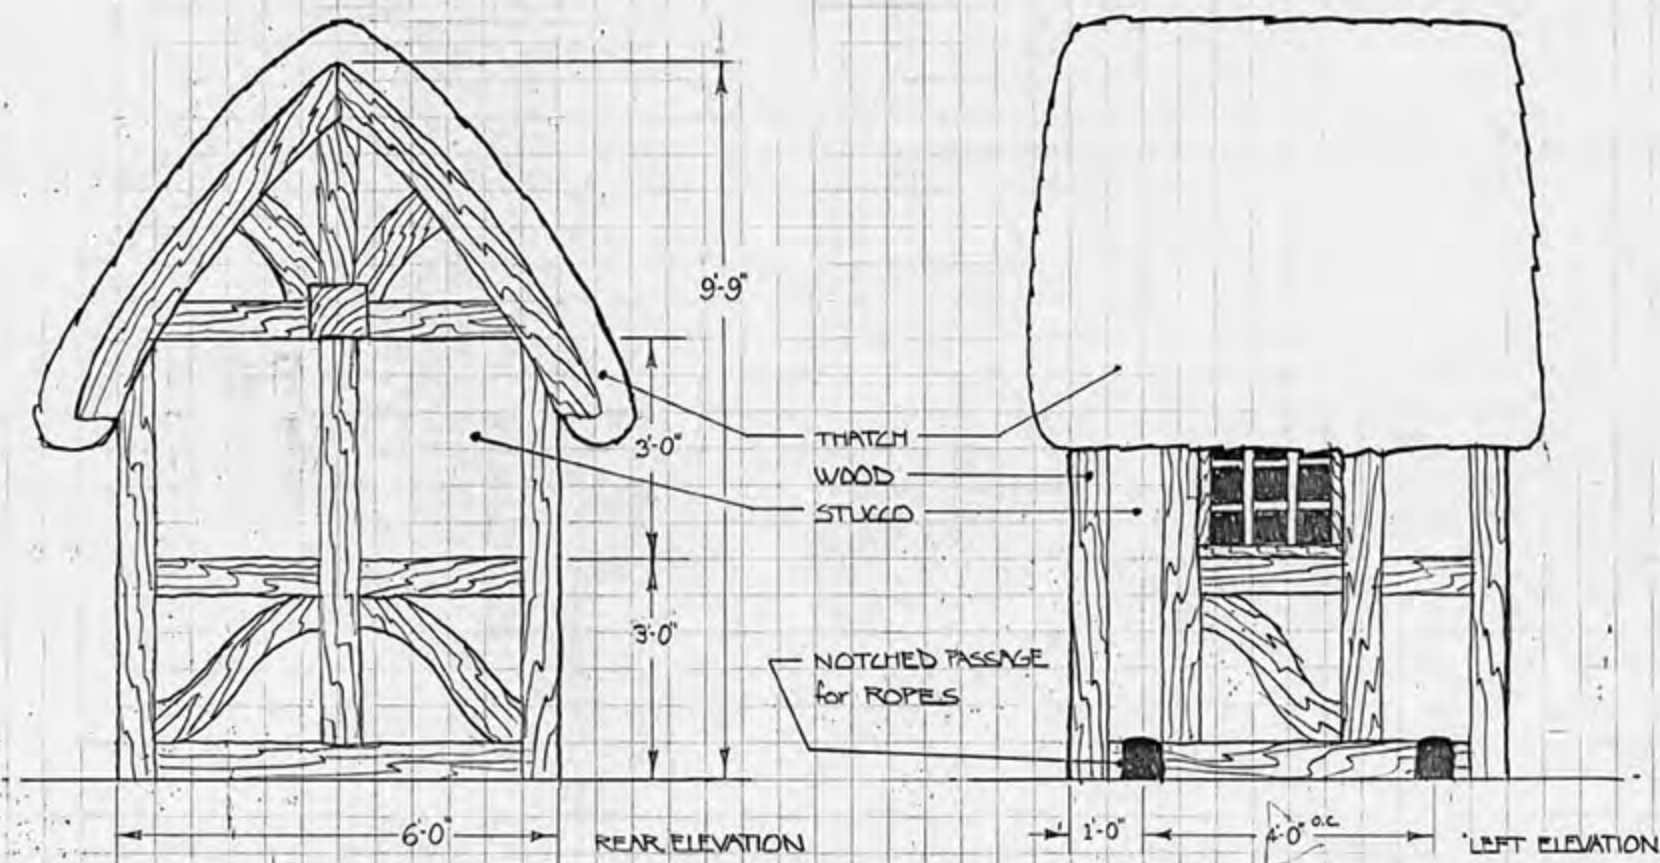 9'-9"
3'-0"
THATCH
WOOD
STUCCO
3'-0"
NOTCHED PASSAGE
for ROPES
6'-0"
REAR ELEVATION
1'-0"
4'-0" O.C.
LEFT ELEVATION